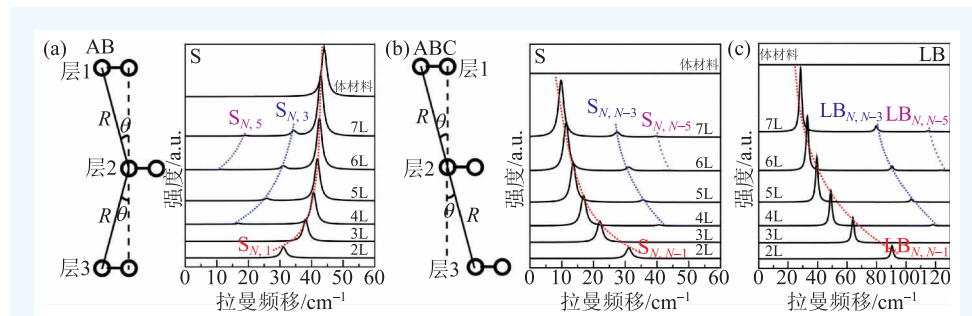 (a)
AB
层1
R
θ
层2
R
θ
层3
S
体材料
S_{N, 5}
S_{N, 3}
7L
6L
5L
4L
S_{N, 1}
3L
2L
强度/a.u.
0 10 20 30 40 50 60
拉曼频移/cm⁻¹
(b)
ABC
层1
R
θ
层2
θ
R
层3
S
体材料
S_{N, N−3}
S_{N, N−5}
7L
6L
5L
4L
3L
S_{N, N−1}
2L
强度/a.u.
0 10 20 30 40 50 60
拉曼频移/cm⁻¹
(c)
LB
体材料
LB_{N, N−3}
LB_{N, N−5}
7L
6L
5L
4L
3L
LB_{N, N−1}
2L
强度/a.u.
0 40 80 120
拉曼频移/cm⁻¹